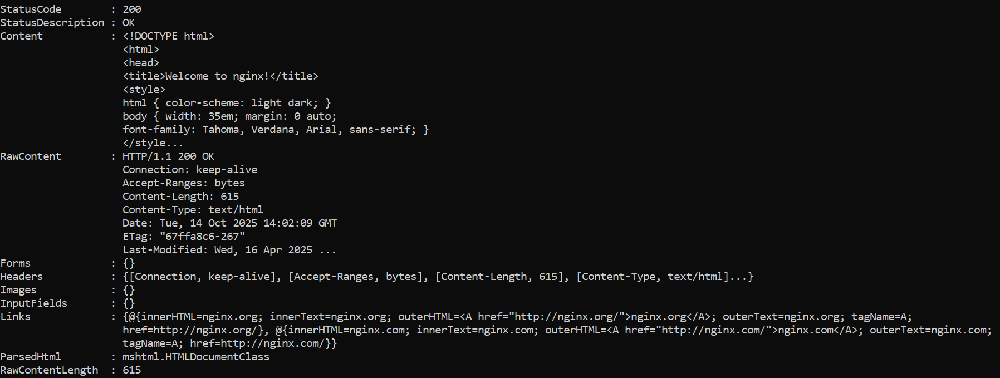 StatusCode        : 200
StatusDescription : OK
Content           : <!DOCTYPE html>
                    <html>
                    <head>
                    <title>Welcome to nginx!</title>
                    <style>
                    html { color-scheme: light dark; }
                    body { width: 35em; margin: 0 auto;
                    font-family: Tahoma, Verdana, Arial, sans-serif; }
                    </style...
RawContent        : HTTP/1.1 200 OK
                    Connection: keep-alive
                    Accept-Ranges: bytes
                    Content-Length: 615
                    Content-Type: text/html
                    Date: Tue, 14 Oct 2025 14:02:09 GMT
                    ETag: "67ffa8c6-267"
                    Last-Modified: Wed, 16 Apr 2025 ...
Forms             : {}
Headers           : {[Connection, keep-alive], [Accept-Ranges, bytes], [Content-Length, 615], [Content-Type, text/html]...}
Images            : {}
InputFields       : {}
Links             : {@{innerHTML=nginx.org; innerText=nginx.org; outerHTML=<A href="http://nginx.org/">nginx.org</A>; outerText=nginx.org; tagName=A;
                    href=http://nginx.org/}, @{innerHTML=nginx.com; innerText=nginx.com; outerHTML=<A href="http://nginx.com/">nginx.com</A>; outerText=nginx.com;
                    tagName=A; href=http://nginx.com/}}
ParsedHtml        : mshtml.HTMLDocumentClass
RawContentLength  : 615